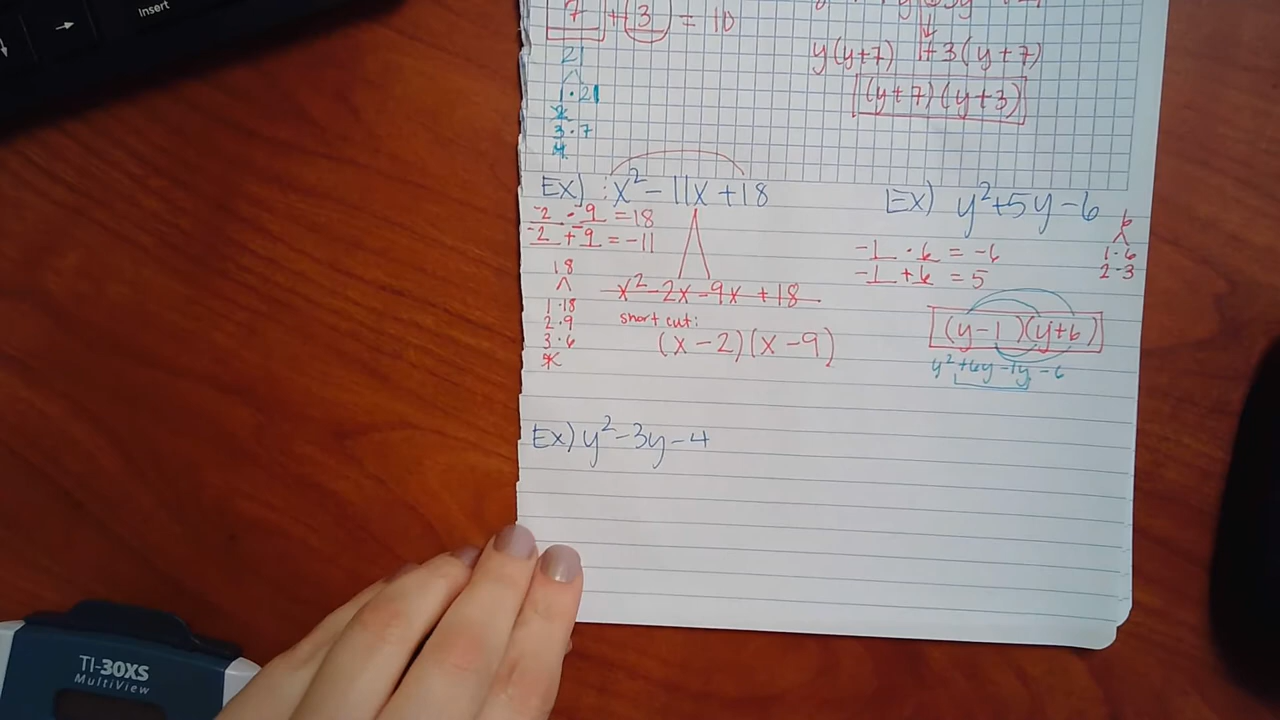 Insert
7 + 3 = 10
21
1·21
3·7
y(y+7) +3(y+7)
(y+7)(y+3)
Ex) x²-11x+18
-2 · -9 = 18
-2 + -9 = -11
18
1·18
2·9
3·6
x²-2x-9x+18
short cut:
(x-2)(x-9)
Ex) y²+5y-6
-1 · 6 = -6
-1 + 6 = 5
6
1·6
2-3
(y-1)(y+6)
y²+6y-1y-6
Ex) y²-3y-4
TI-30XS
MultiView